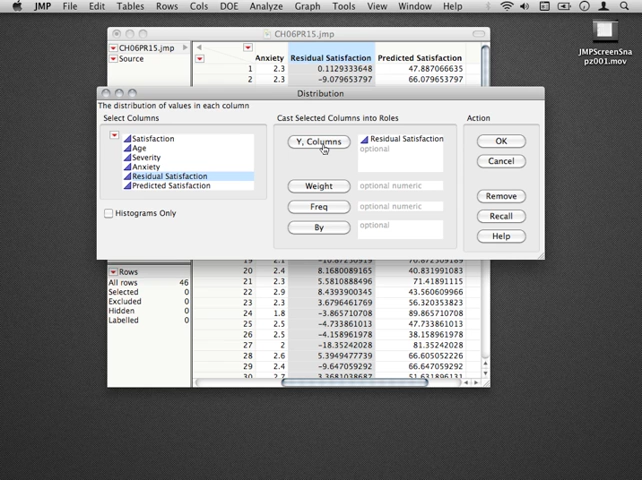 JMP File Edit Tables Rows Cols DOE Analyze Graph Tools View Window Help
JMPScreenSna
pz001.mov
CH06PR15.jmp
CH06PR15.jmp
Source
Anxiety Residual Satisfaction Predicted Satisfaction
1 2.3 0.1129333648 47.887066635
2 2.3 -9.079653797 66.079653797
Distribution
The distribution of values in each column
Select Columns
Satisfaction
Age
Severity
Anxiety
Residual Satisfaction
Predicted Satisfaction
Histograms Only
Cast Selected Columns into Roles
Y, Columns
Residual Satisfaction
optional
Weight
optional numeric
Freq
optional numeric
By
optional
Action
OK
Cancel
Remove
Recall
Help
Rows
All rows 46
Selected 0
Excluded 0
Hidden 0
Labelled 0
20 2.4 8.1680089165 40.831991083
21 2.3 5.5810888496 71.41891115
22 2.9 8.4393900345 43.560609966
23 2.2 3.6796461769 56.320353823
24 1.8 -3.865710708 89.865710708
25 2.1 -4.733861013 47.733861013
26 2.5 -4.158961978 38.158961978
27 2 -18.35242028 81.35242028
28 2.6 5.3949477739 66.605052226
29 2.4 -9.647059292 66.647059292
30 2.7 3.3681038687 51.631896131